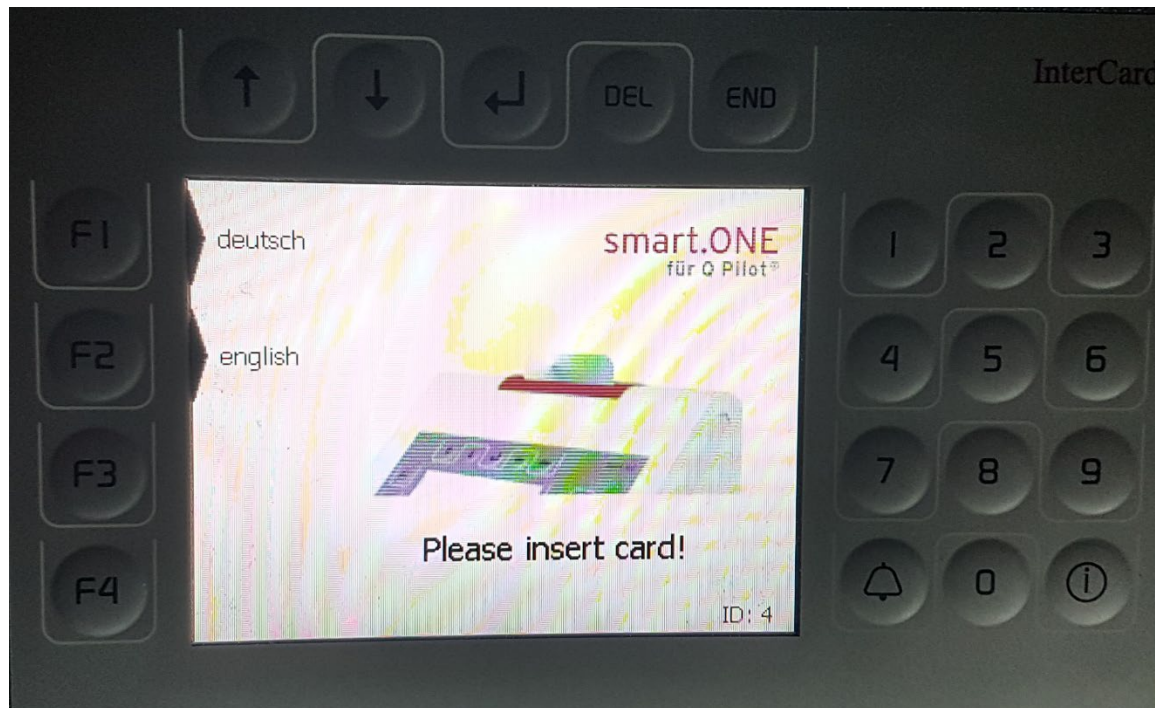 ↑ ↓ ↵ DEL END
InterCard
F1
F2
F3
F4
deutsch
english
smart.ONE
für Q Pilot®
Please insert card!
ID: 4
1 2 3
4 5 6
7 8 9
0